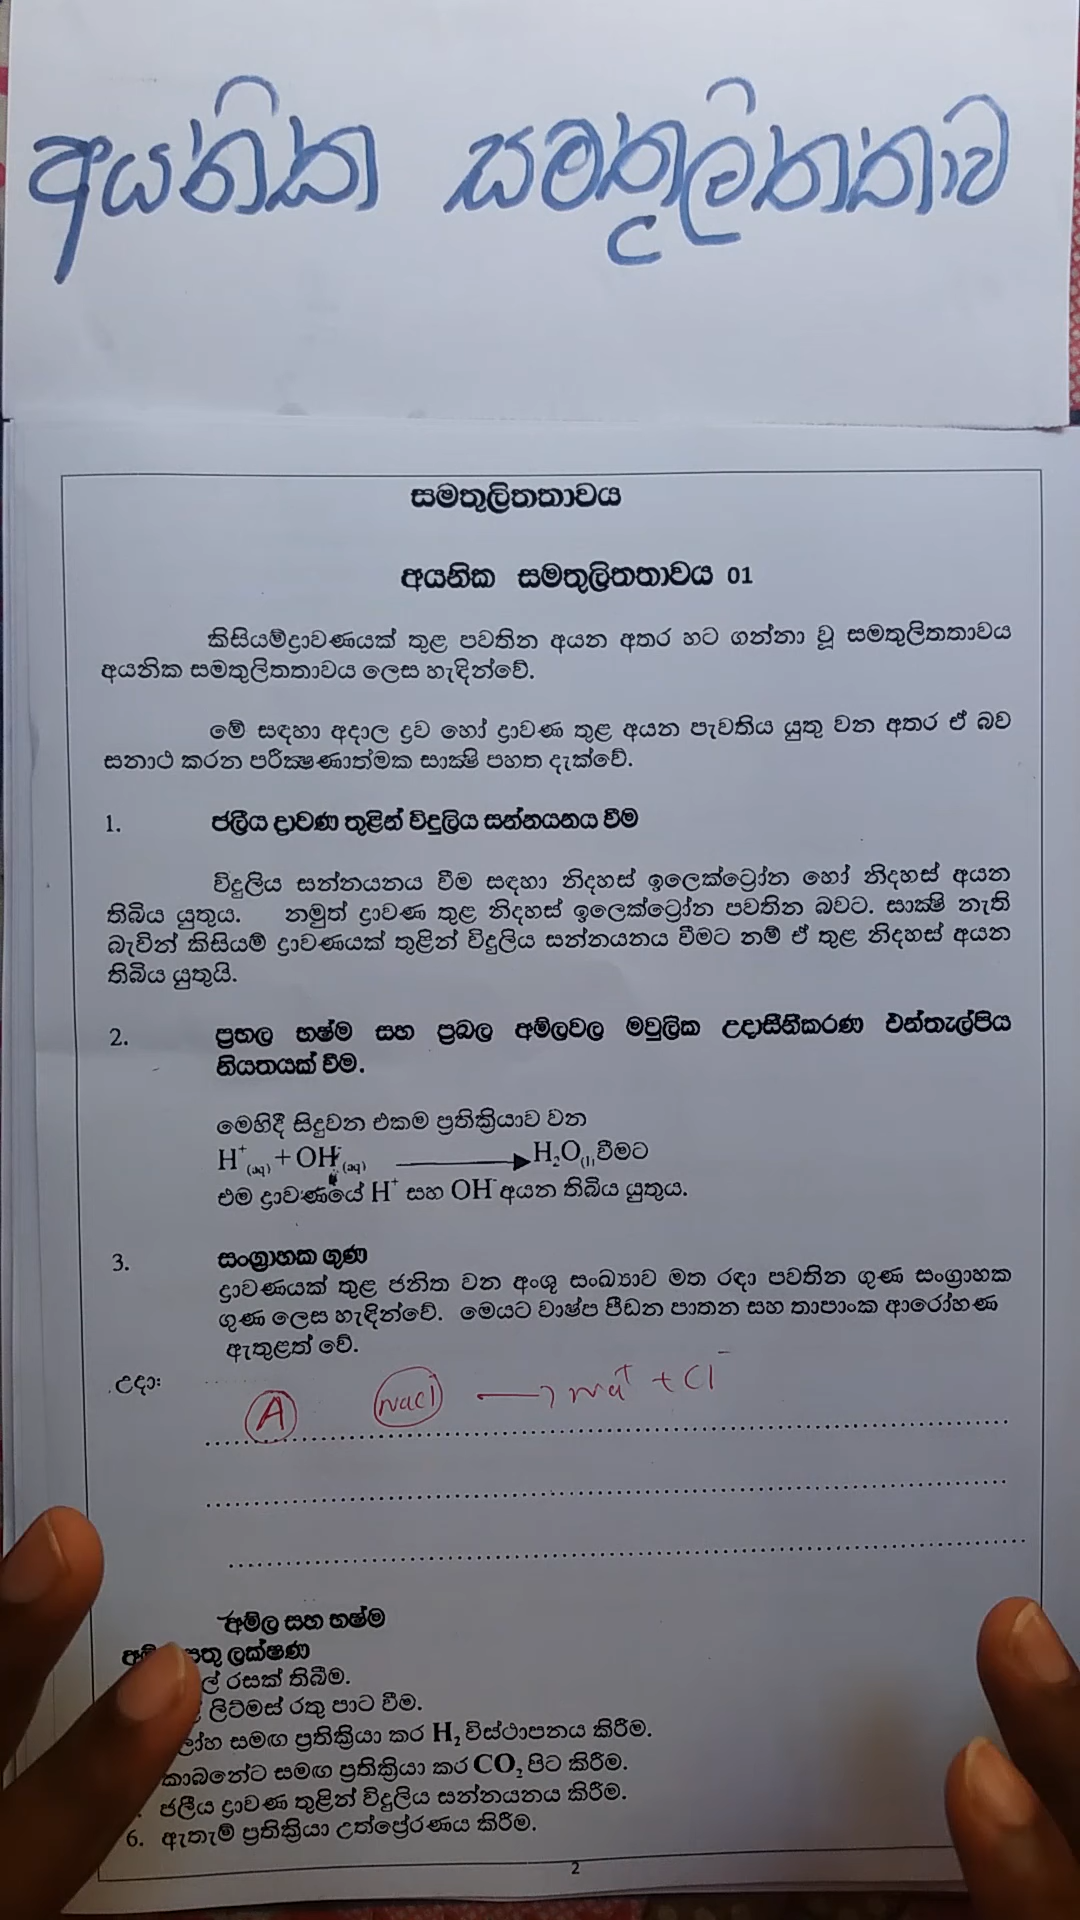 අයනික සමතුලිතතාව
සමතුලිතතාවය
අයනික සමතුලිතතාවය 01
කිසියම්ද්‍රාවණයක් තුළ පවතින අයන අතර හට ගන්නා වූ සමතුලිතතාවය
අයනික සමතුලිතතාවය ලෙස හැඳින්වේ.
මේ සඳහා අදාල ද්‍රව හෝ ද්‍රාවණ තුළ අයන පැවතිය යුතු වන අතර ඒ බව
සනාථ කරන පරීක්‍ෂණාත්මක සාක්‍ෂි පහත දැක්වේ.
1. ජලීය ද්‍රාවණ තුළින් විදුලිය සන්නයනය වීම
විදුලිය සන්නයනය වීම සඳහා නිදහස් ඉලෙක්ට්‍රෝන හෝ නිදහස් අයන
තිබිය යුතුය. නමුත් ද්‍රාවණ තුළ නිදහස් ඉලෙක්ට්‍රෝන පවතින බවට. සාක්‍ෂි නැති
බැවින් කිසියම් ද්‍රාවණයක් තුළින් විදුලිය සන්නයනය වීමට නම් ඒ තුළ නිදහස් අයන
තිබිය යුතුයි.
2. ප්‍රභල භෂ්ම සහ ප්‍රබල අම්ලවල මවුලික උදාසීනීකරණ එන්තැල්පිය
නියතයක් වීම.
මෙහිදී සිදුවන එකම ප්‍රතික්‍රියාව වන
H⁺(aq) + OH⁻(aq) ⟶ H₂O(l) වීමට
එම ද්‍රාවණයේ H⁺ සහ OH⁻ අයන තිබිය යුතුය.
3. සංග්‍රාහක ගුණ
ද්‍රාවණයක් තුළ ජනිත වන අංශු සංඛ්‍යාව මත රඳා පවතින ගුණ සංග්‍රාහක
ගුණ ලෙස හැඳින්වේ. මෙයට වාෂ්ප පීඩන පාතන සහ තාපාංක ආරෝහණ
ඇතුළත් වේ.
උදා:
A NaCl ⟶ Na⁺ + Cl⁻
අම්ල සහ භෂ්ම
ලක්ෂණ
රසක් තිබීම.
ලිට්මස් රතු පාට වීම.
සමඟ ප්‍රතික්‍රියා කර H₂ විස්ථාපනය කිරීම.
කාබනේට සමඟ ප්‍රතික්‍රියා කර CO₂ පිට කිරීම.
ජලීය ද්‍රාවණ තුළින් විදුලිය සන්නයනය කිරීම.
6. ඇතැම් ප්‍රතික්‍රියා උත්ප්‍රේරණය කිරීම.
2